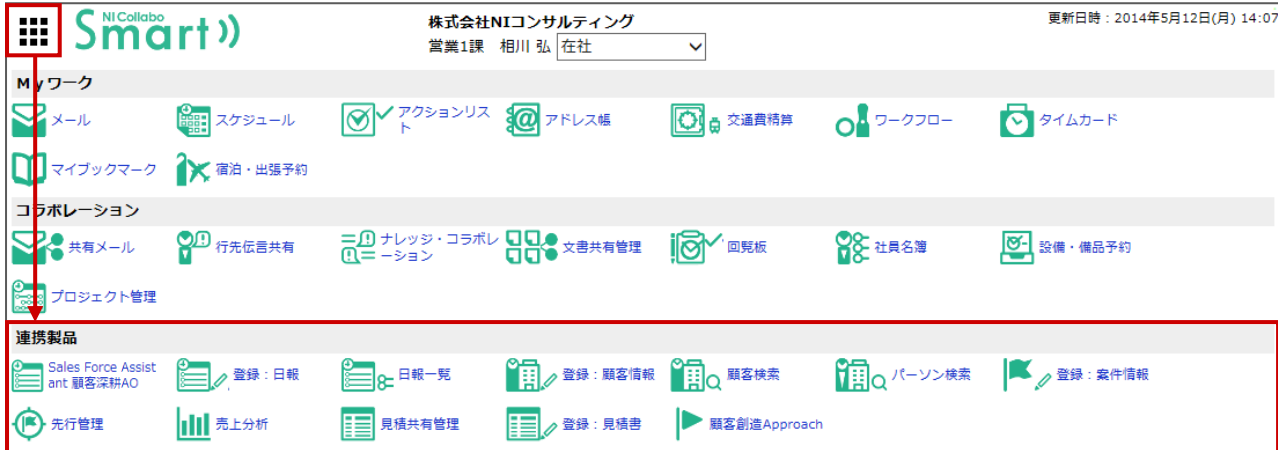 NI Collabo
Smart
株式会社NIコンサルティング
営業1課 相川 弘 在社
更新日時：2014年5月12日(月) 14:07
Myワーク
メール
スケジュール
アクションリス
ト
アドレス帳
交通費精算
ワークフロー
タイムカード
マイブックマーク
宿泊・出張予約
コラボレーション
共有メール
行先伝言共有
ナレッジ・コラボレ
ーション
文書共有管理
回覧板
社員名簿
設備・備品予約
プロジェクト管理
連携製品
Sales Force Assist
ant 顧客深耕AO
登録：日報
日報一覧
登録：顧客情報
顧客検索
パーソン検索
登録：案件情報
先行管理
売上分析
見積共有管理
登録：見積書
顧客創造Approach